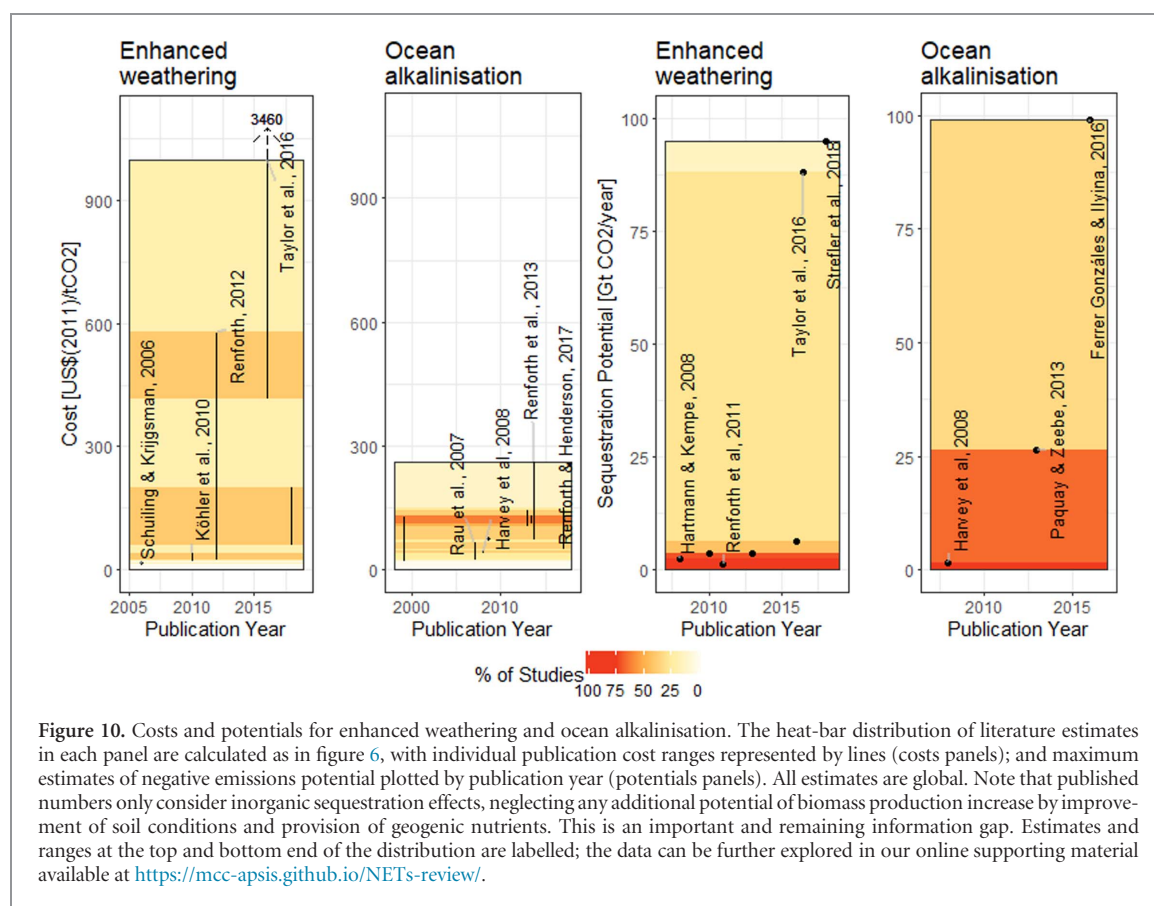 Enhanced
weathering
Ocean
alkalinisation
Enhanced
weathering
Ocean
alkalinisation
Cost [US$(2011)/tCO2]
900
600
300
0
3460
Schuiling & Krijgsman, 2006
Köhler et al., 2010
Renforth, 2012
Taylor et al., 2016
2005
2010
2015
Publication Year
900
600
300
0
Rau et al., 2007
Harvey et al, 2008
Renforth et al., 2013
Renforth & Henderson, 2017
2000
2010
Publication Year
Sequestration Potential [Gt CO2/year]
100
75
50
25
0
Hartmann & Kempe, 2008
Renforth et al, 2011
Taylor et al., 2016
Strefler et al., 2018
2010
2015
Publication Year
100
75
50
25
0
Harvey et al, 2008
Paquay & Zeebe, 2013
Ferrer Gonzáles & Ilyina, 2016
2010
2015
Publication Year
% of Studies
100 75 50 25 0
Figure 10. Costs and potentials for enhanced weathering and ocean alkalinisation. The heat-bar distribution of literature estimates
in each panel are calculated as in figure 6, with individual publication cost ranges represented by lines (costs panels); and maximum
estimates of negative emissions potential plotted by publication year (potentials panels). All estimates are global. Note that published
numbers only consider inorganic sequestration effects, neglecting any additional potential of biomass production increase by improve-
ment of soil conditions and provision of geogenic nutrients. This is an important and remaining information gap. Estimates and
ranges at the top and bottom end of the distribution are labelled; the data can be further explored in our online supporting material
available at https://mcc-apsis.github.io/NETs-review/.